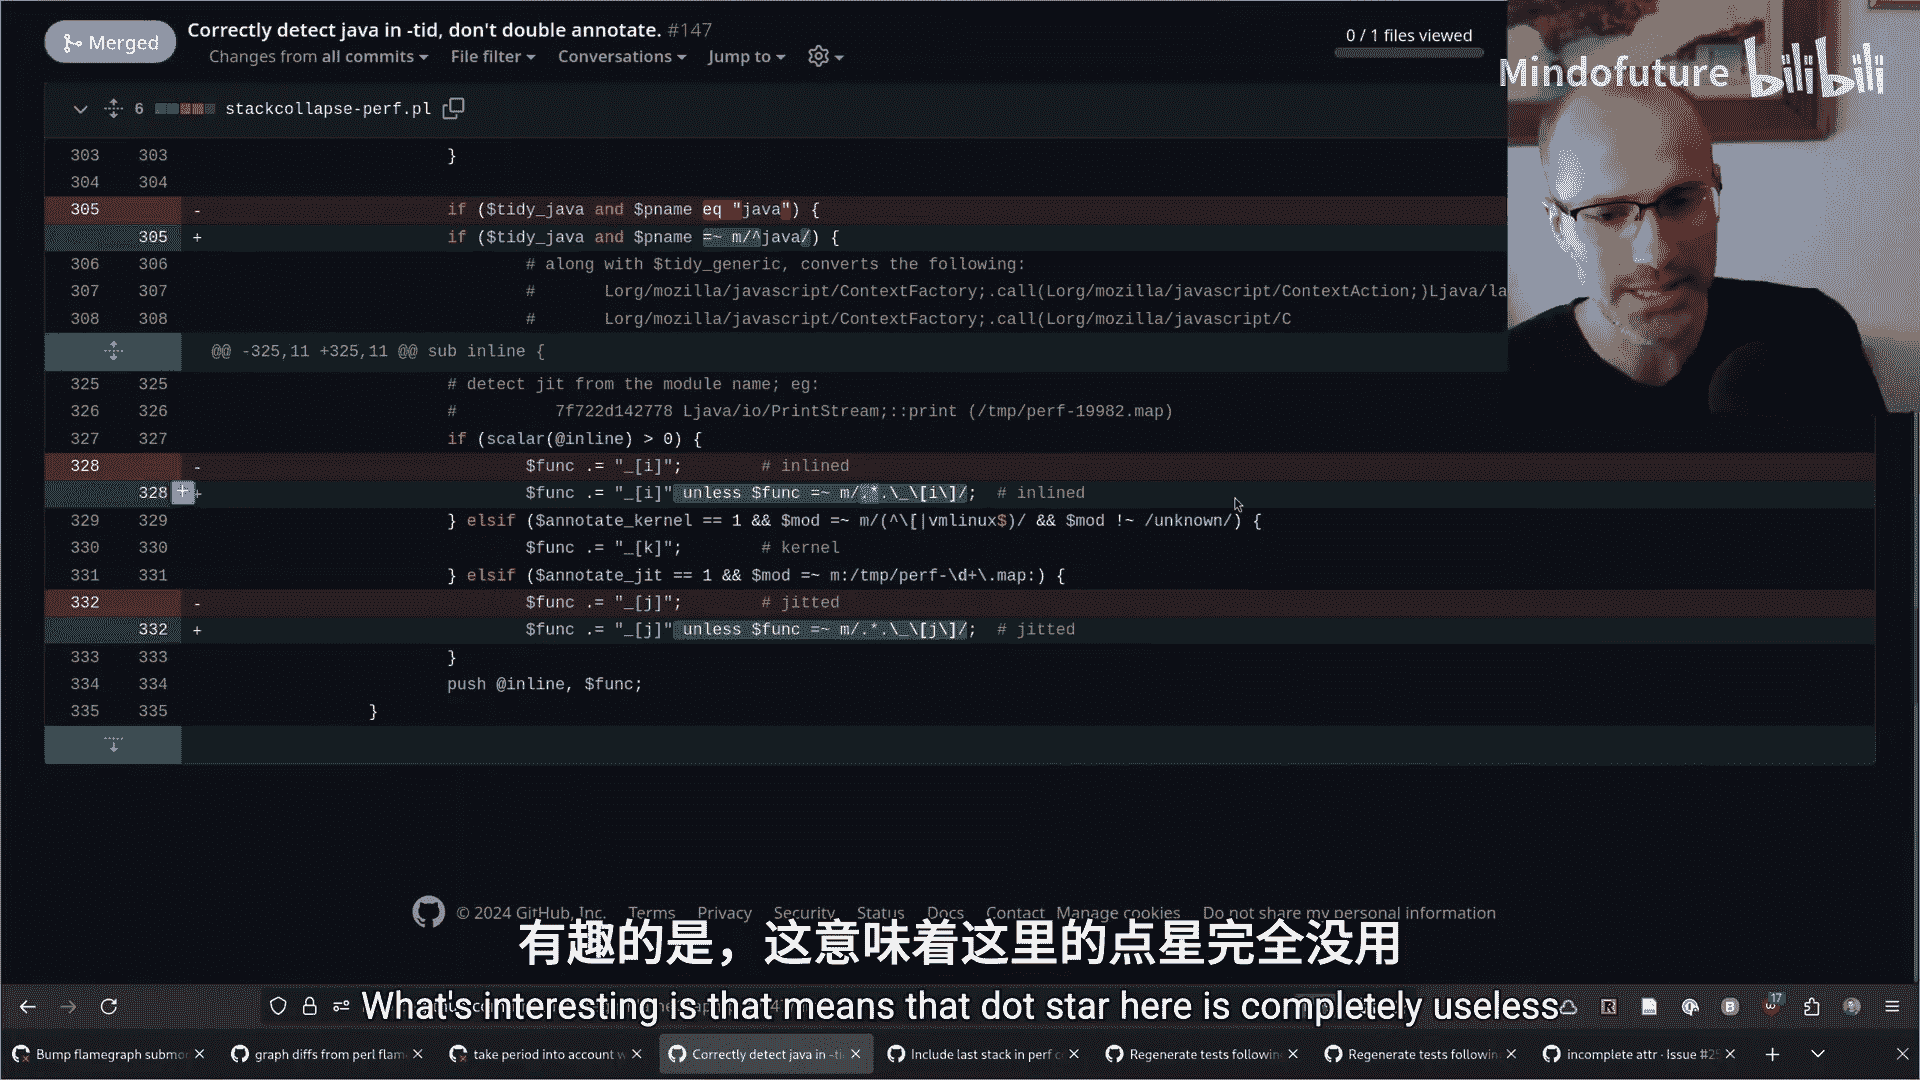 Merged
Correctly detect java in -tid, don't double annotate. #147
Changes from all commits
File filter
Conversations
Jump to
0 / 1 files viewed
Mindofuture bilibili
6 stackcollapse-perf.pl
303 303 }
304 304
305 - if ($tidy_java and $pname eq "java") {
305 + if ($tidy_java and $pname =~ m/^java/) {
306 306 # along with $tidy_generic, converts the following:
307 307 # Lorg/mozilla/javascript/ContextFactory;.call(Lorg/mozilla/javascript/ContextAction;)Ljava/la
308 308 # Lorg/mozilla/javascript/ContextFactory;.call(Lorg/mozilla/javascript/C
@@ -325,11 +325,11 @@ sub inline {
325 325 # detect jit from the module name; eg:
326 326 # 7f722d142778 Ljava/io/PrintStream;::print (/tmp/perf-19982.map)
327 327 if (scalar(@inline) > 0) {
328 - $func .= "_[i]"; # inlined
328 + $func .= "_[i]" unless $func =~ m/.*.\_\[i\]/; # inlined
329 329 } elsif ($annotate_kernel == 1 && $mod =~ m/(^\[|vmlinux$)/ && $mod !~ /unknown/) {
330 330 $func .= "_[k]"; # kernel
331 331 } elsif ($annotate_jit == 1 && $mod =~ m:/tmp/perf-\d+\.map:) {
332 - $func .= "_[j]"; # jitted
332 + $func .= "_[j]" unless $func =~ m/.*.\_\[j\]/; # jitted
333 333 }
334 334 push @inline, $func;
335 335 }
© 2024 GitHub, Inc. Terms Privacy Security Status Docs Contact Manage cookies Do not share my personal information
有趣的是，这意味着这里的点星完全没用
What's interesting is that means that dot star here is completely useless
17
Bump flamegraph submo
graph diffs from perl flam
take period into account w
Correctly detect java in -ti
Include last stack in perf c
Regenerate tests followin
Regenerate tests followin
incomplete attr · Issue #2